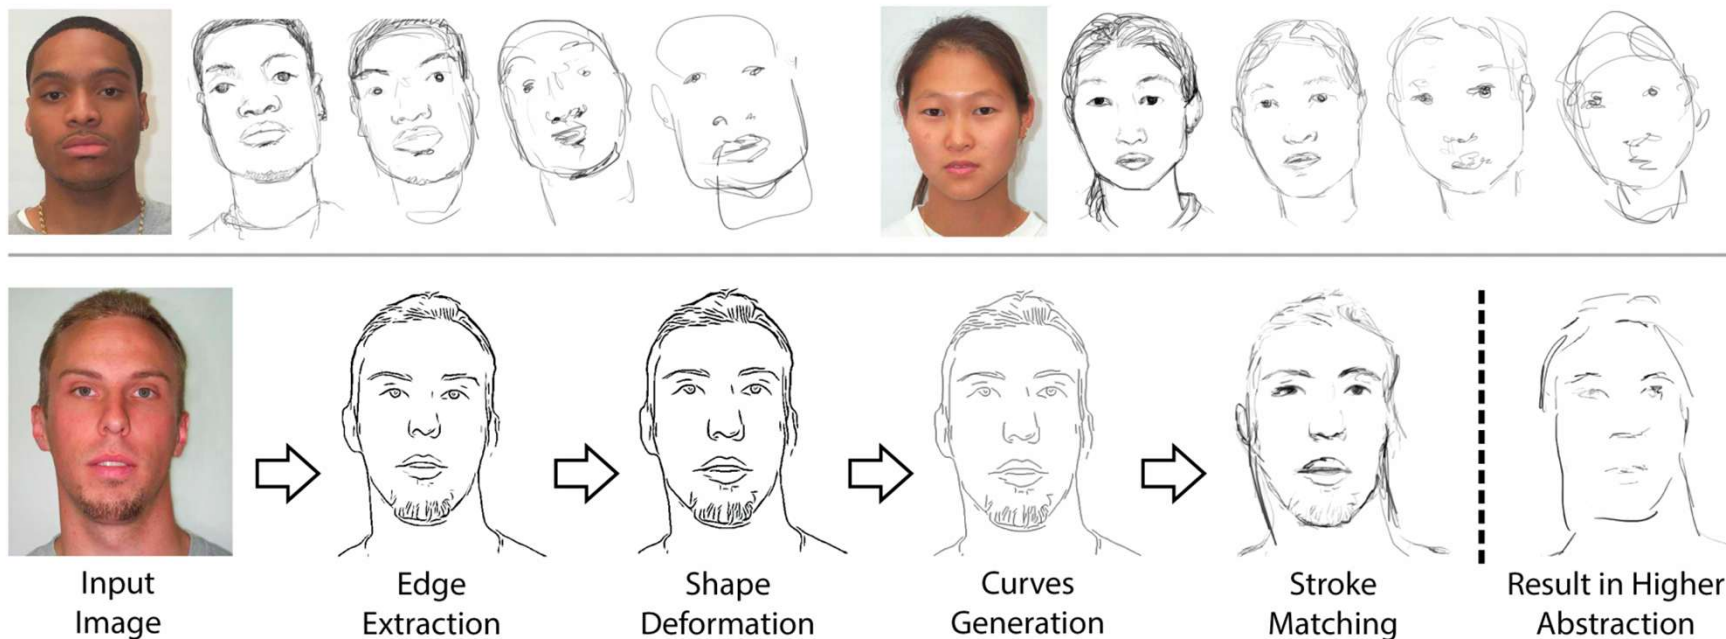 Input
Image
Edge
Extraction
Shape
Deformation
Curves
Generation
Stroke
Matching
Result in Higher
Abstraction